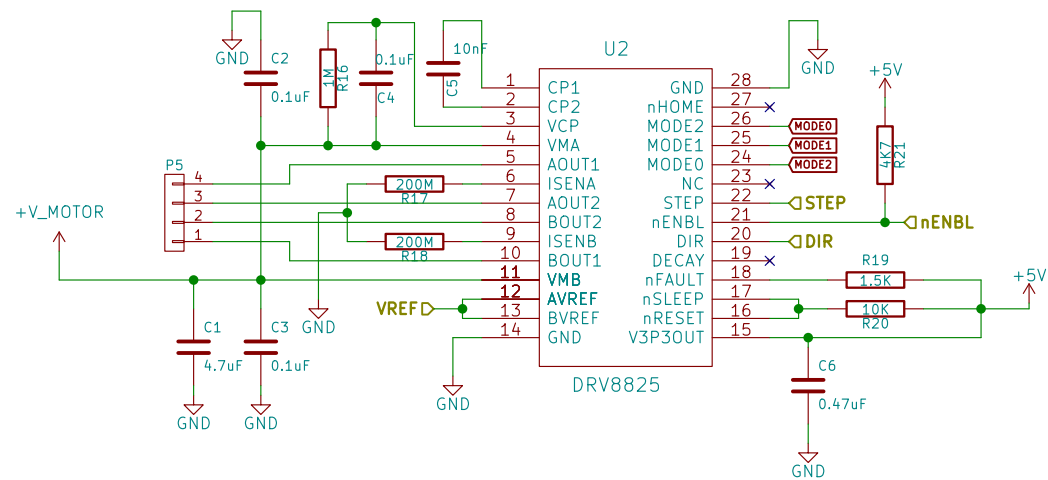 GND
C2
0.1uF
1M
R16
0.1uF
C4
10nF
C5
U2
1 CP1
2 CP2
3 VCP
4 VMA
5 AOUT1
6 ISENA
7 AOUT2
8 BOUT2
9 ISENB
10 BOUT1
11 VMB
12 AVREF
13 BVREF
14 GND
GND 28
nHOME 27
MODE2 26
MODE1 25
MODE0 24
NC 23
STEP 22
nENBL 21
DIR 20
DECAY 19
nFAULT 18
nSLEEP 17
nRESET 16
V3P3OUT 15
DRV8825
GND
+5V
4K7
R21
MODE0
MODE1
MODE2
STEP
nENBL
DIR
P5
4
3
2
1
200M
R17
200M
R18
+V_MOTOR
VREF
GND
C1
4.7uF
GND
C3
0.1uF
GND
GND
R19
1.5K
10K
R20
+5V
C6
0.47uF
GND